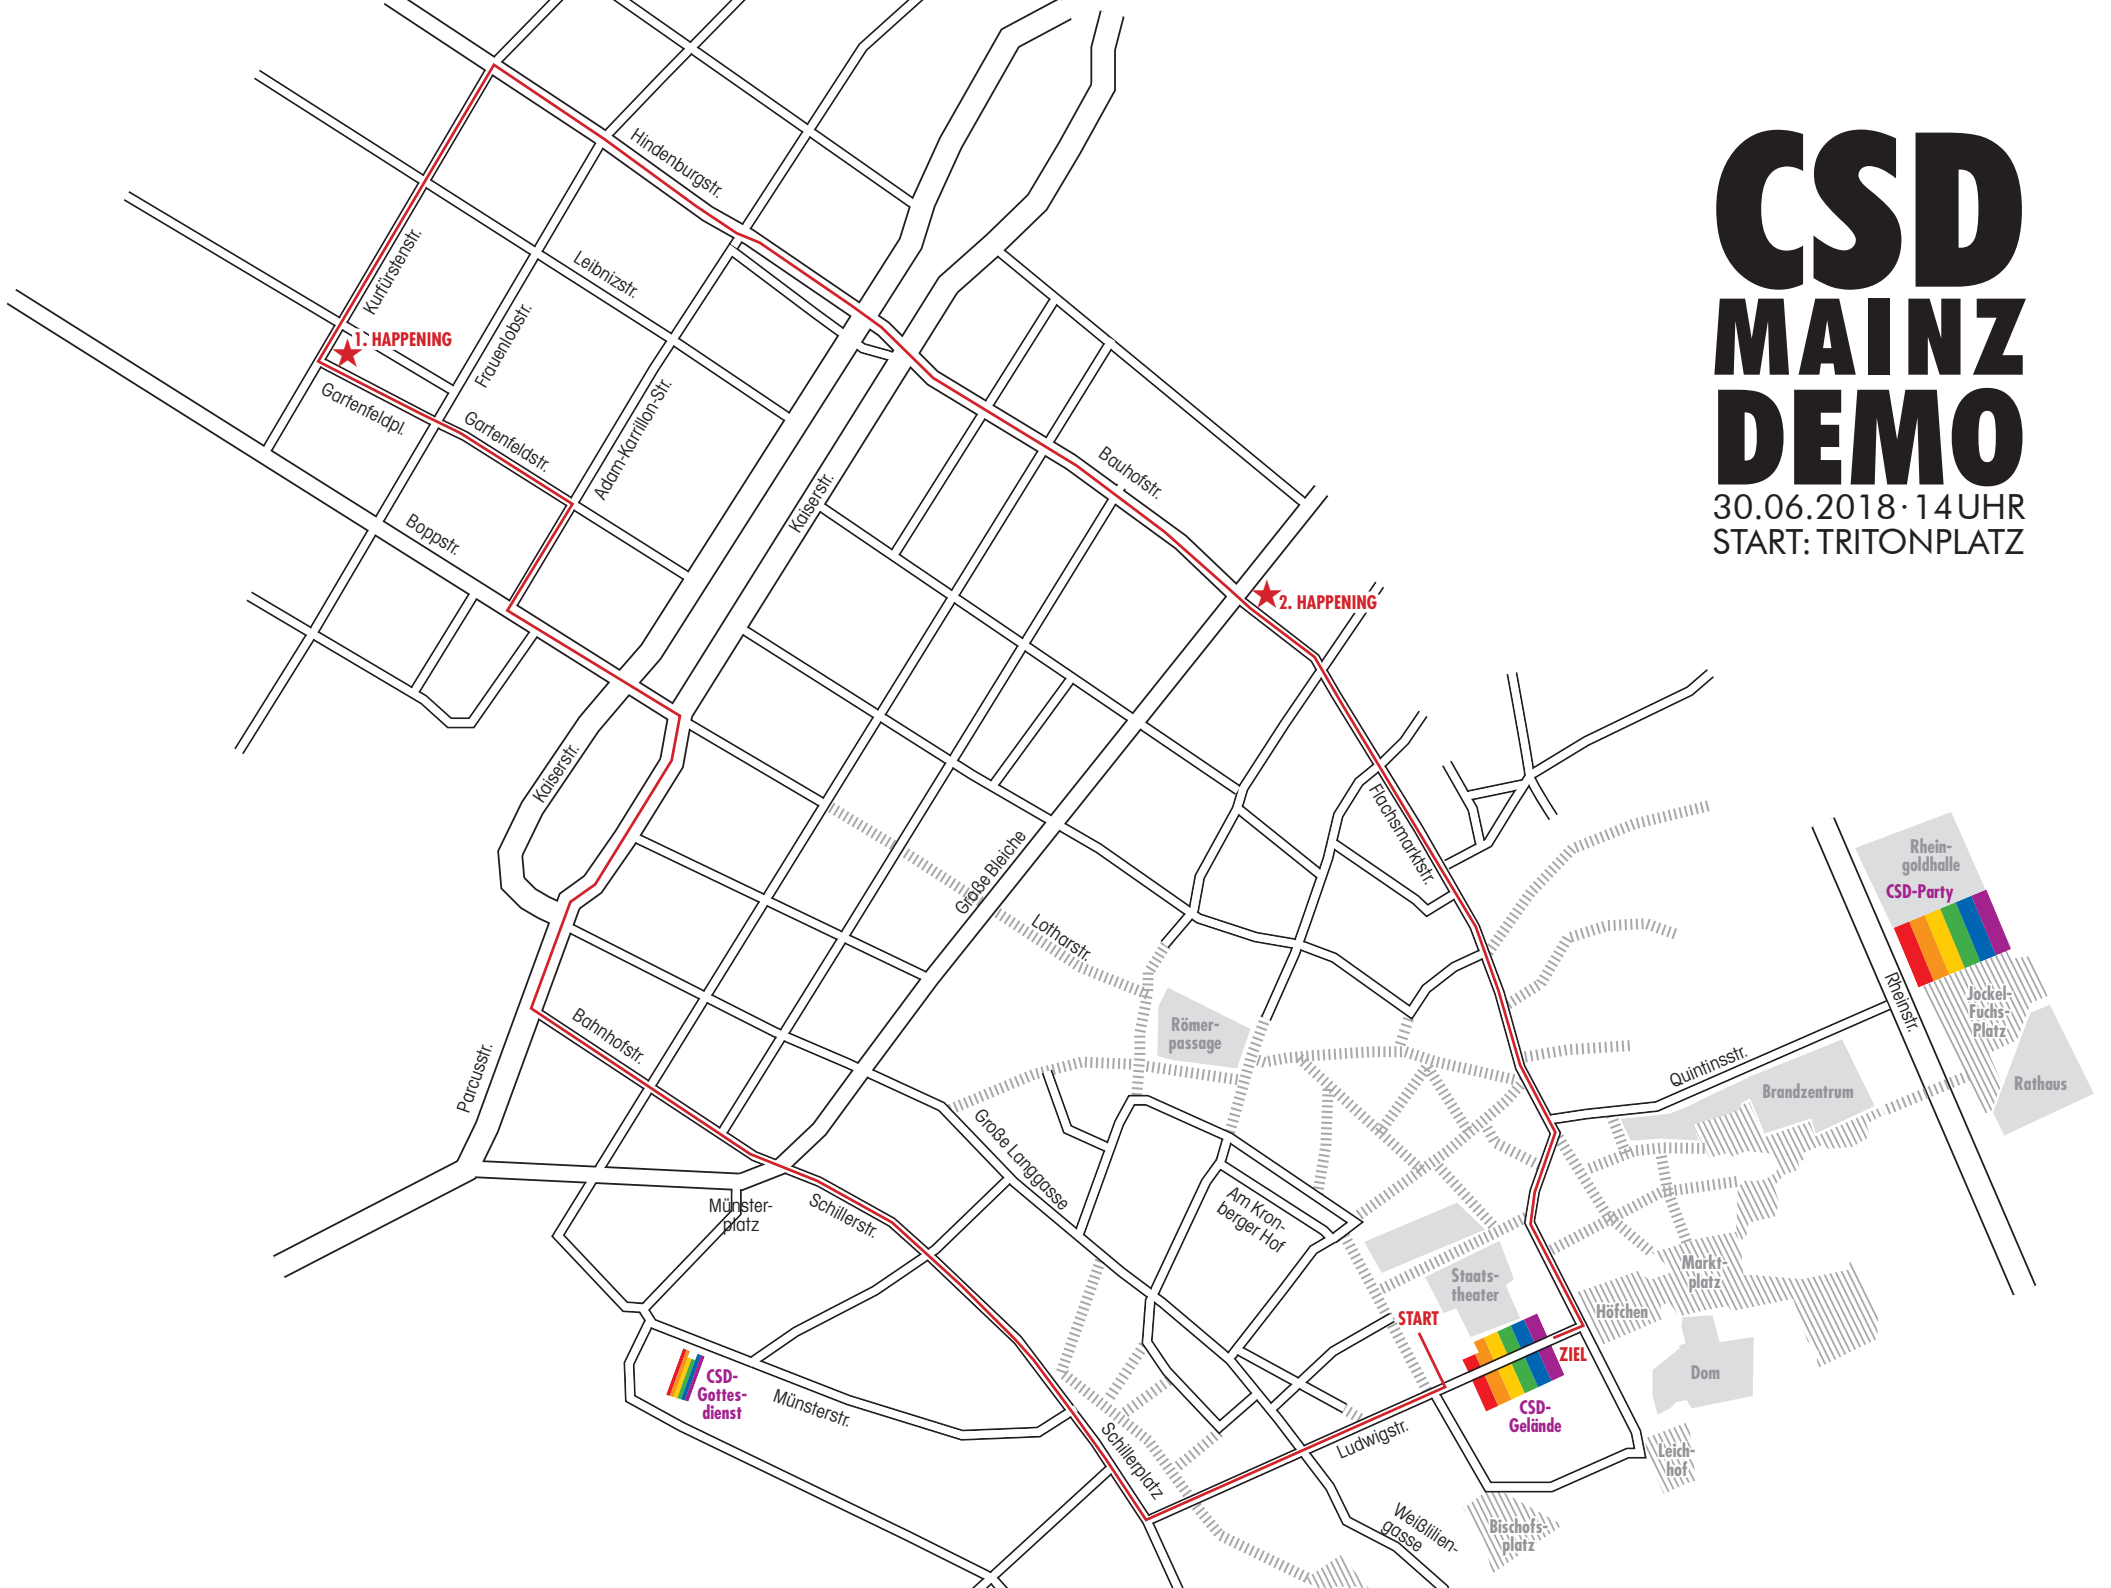 CSD
MAINZ
DEMO
30.06.2018 · 14 UHR
START: TRITONPLATZ
Hindenburgstr.
Kurfürstenstr.
Leibnizstr.
1. HAPPENING
Frauenlobstr.
Gartenfeldpl.
Gartenfeldstr.
Adam-Karrillon-Str.
Kaiserstr.
Boppstr.
Bauhofstr.
2. HAPPENING
Kaiserstr.
Flachsmarktstr.
Große Bleiche
Lotharstr.
Rhein-
goldhalle
CSD-Party
Rheinstr.
Jockel-
Fuchs-
Platz
Rathaus
Römer-
passage
Quintinsstr.
Brandzentrum
Bahnhofstr.
Parcusstr.
Große Langgasse
Münster-
platz
Schillerstr.
Am Kron-
berger Hof
Staats-
theater
Markt-
platz
Höfchen
START
ZIEL
Dom
CSD-
Gottes-
dienst
Münsterstr.
CSD-
Gelände
Ludwigstr.
Schillerplatz
Leich-
hof
Weißlilien-
gasse
Bischofs-
platz